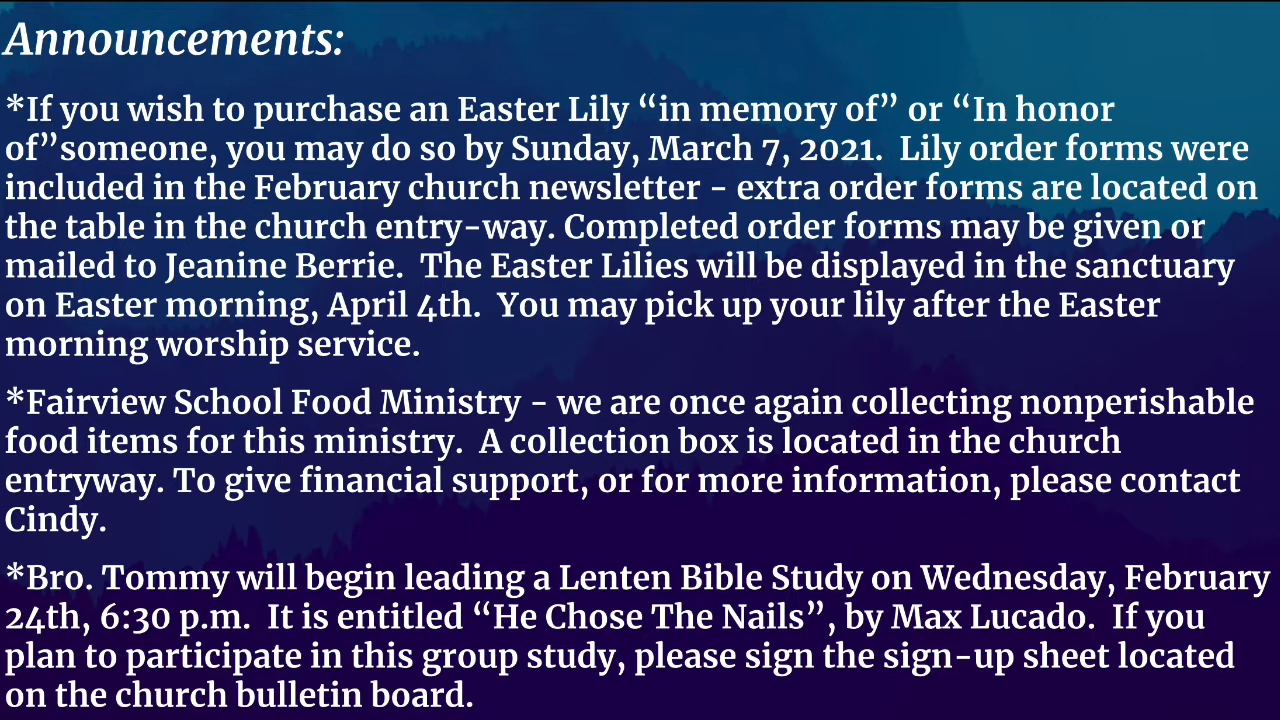 Announcements:
*If you wish to purchase an Easter Lily “in memory of” or “In honor
of”someone, you may do so by Sunday, March 7, 2021.  Lily order forms were
included in the February church newsletter - extra order forms are located on
the table in the church entry-way. Completed order forms may be given or
mailed to Jeanine Berrie.  The Easter Lilies will be displayed in the sanctuary
on Easter morning, April 4th.  You may pick up your lily after the Easter
morning worship service.
*Fairview School Food Ministry - we are once again collecting nonperishable
food items for this ministry.  A collection box is located in the church
entryway. To give financial support, or for more information, please contact
Cindy.
*Bro. Tommy will begin leading a Lenten Bible Study on Wednesday, February
24th, 6:30 p.m.  It is entitled “He Chose The Nails”, by Max Lucado.  If you
plan to participate in this group study, please sign the sign-up sheet located
on the church bulletin board.